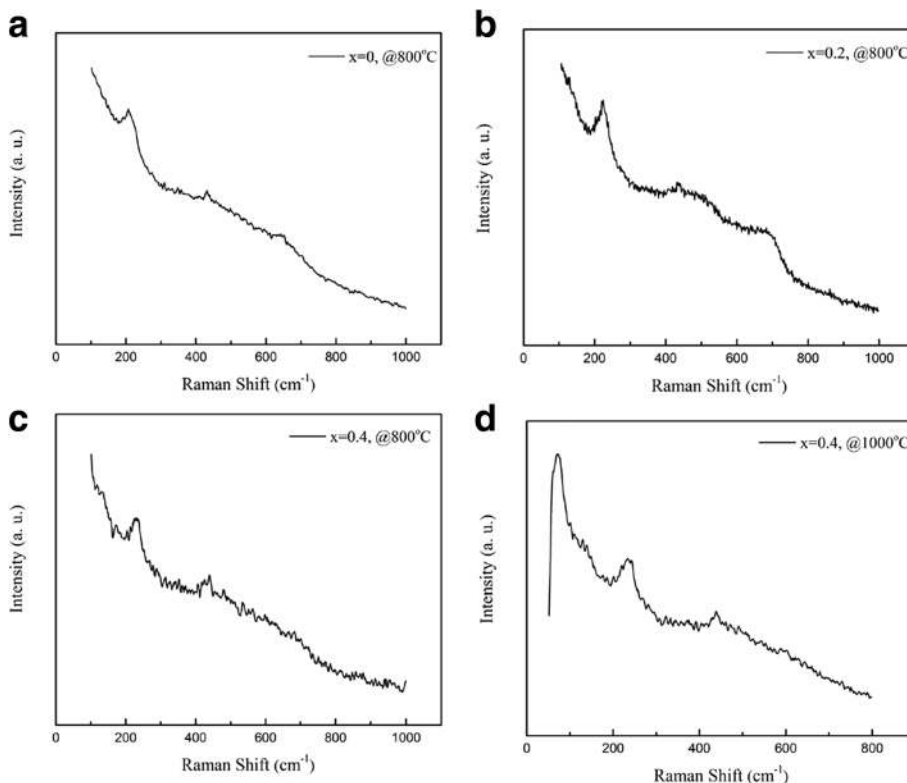 a
x=0, @800°C
Intensity (a. u.)
0 200 400 600 800 1000
Raman Shift (cm-1)
b
x=0.2, @800°C
Intensity (a. u.)
0 200 400 600 800 1000
Raman Shift (cm-1)
c
x=0.4, @800°C
Intensity (a. u.)
0 200 400 600 800 1000
Raman Shift (cm-1)
d
x=0.4, @1000°C
Intensity (a. u.)
0 200 400 600 800
Raman Shift (cm-1)